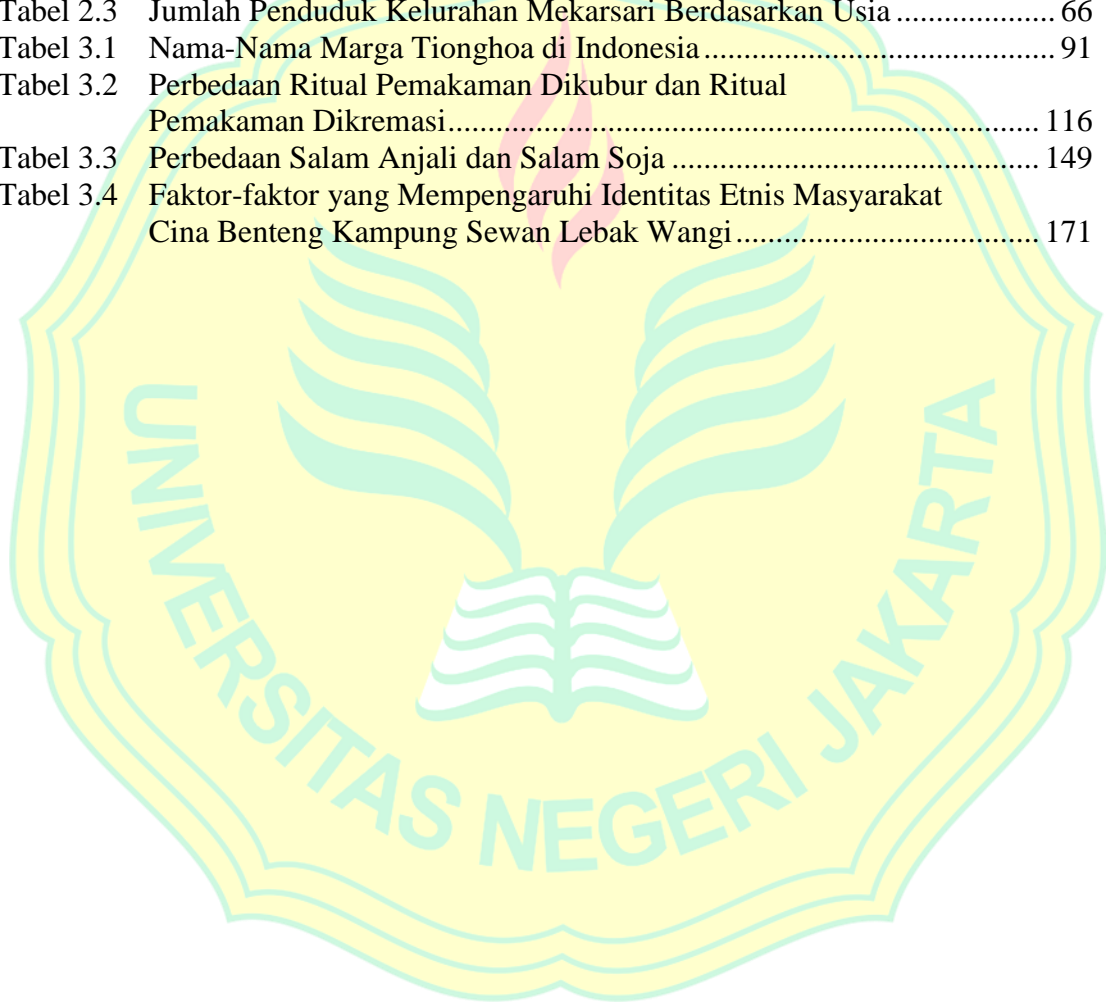 Tabel 2.3 Jumlah Penduduk Kelurahan Mekarsari Berdasarkan Usia ................... 66
Tabel 3.1 Nama-Nama Marga Tionghoa di Indonesia ........................................... 91
Tabel 3.2 Perbedaan Ritual Pemakaman Dikubur dan Ritual
Pemakaman Dikremasi ......................................................................... 116
Tabel 3.3 Perbedaan Salam Anjali dan Salam Soja ............................................. 149
Tabel 3.4 Faktor-faktor yang Mempengaruhi Identitas Etnis Masyarakat
Cina Benteng Kampung Sewan Lebak Wangi ..................................... 171
UNIVERSITAS NEGERI JAKARTA